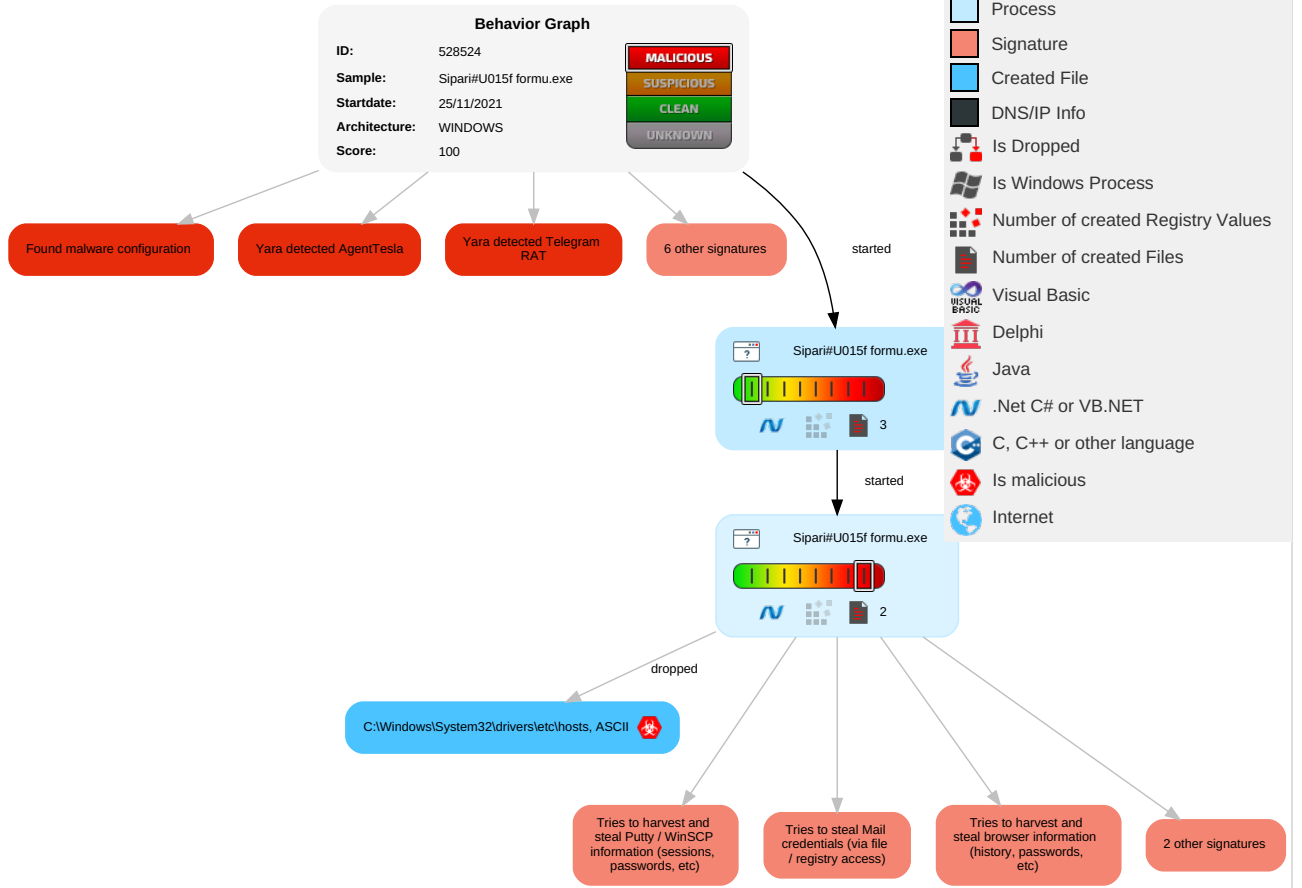 Behavior Graph
ID: 528524
Sample: Sipari#U015f formu.exe
Startdate: 25/11/2021
Architecture: WINDOWS
Score: 100
MALICIOUS
SUSPICIOUS
CLEAN
UNKNOWN
Process
Signature
Created File
DNS/IP Info
Is Dropped
Is Windows Process
Number of created Registry Values
Number of created Files
VISUAL
BASIC
Visual Basic
Delphi
Java
.Net C# or VB.NET
C, C++ or other language
Is malicious
Internet
Found malware configuration
Yara detected AgentTesla
Yara detected Telegram
RAT
6 other signatures
started
Sipari#U015f formu.exe
3
started
Sipari#U015f formu.exe
2
dropped
C:\Windows\System32\drivers\etc\hosts, ASCII
Tries to harvest and
steal Putty / WinSCP
information (sessions,
passwords, etc)
Tries to steal Mail
credentials (via file
/ registry access)
Tries to harvest and
steal browser information
(history, passwords,
etc)
2 other signatures